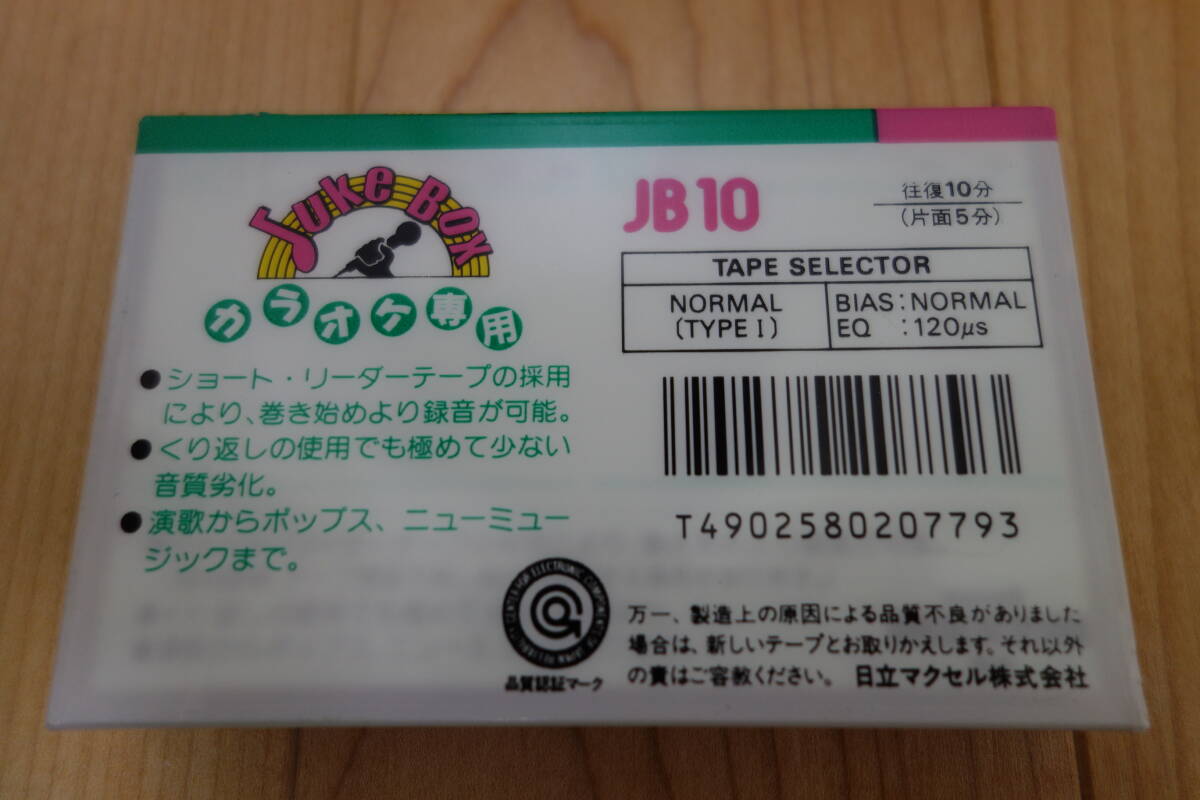 Juke Box
カラオケ専用
●ショート・リーダーテープの採用
により、巻き始めより録音が可能。
●くり返しの使用でも極めて少ない
音質劣化。
●演歌からポップス、ニューミュー
ジックまで。
JB10
往復10分
(片面5分)
TAPE SELECTOR
NORMAL
(TYPE I)
BIAS:NORMAL
EQ :120μs
T4902580207793
CENTER FOR ELECTRONIC COMPONENTS
品質認証マーク
万一、製造上の原因による品質不良がありました
場合は、新しいテープとお取りかえします。それ以外
の責はご容赦ください。 日立マクセル株式会社